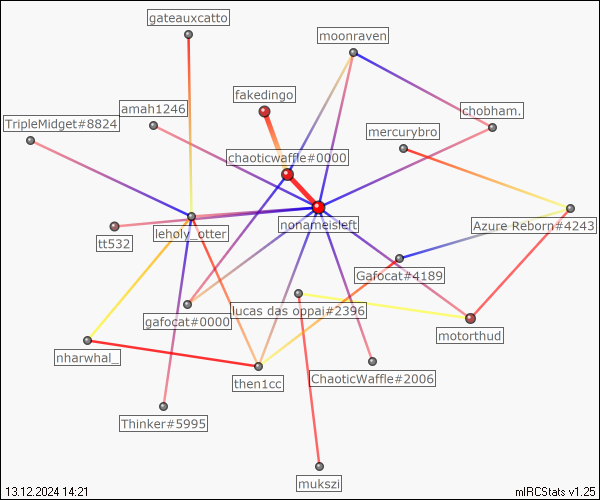 gateauxcatto
moonraven
fakedingo
amah1246
chobham.
TripleMidget#8824
mercurybro
chaoticwaffle#0000
nonameisleft
Azure Reborn#4243
leholy_otter
tt532
Gafocat#4189
lucas das oppai#2396
gafocat#0000
motorthud
nharwhal_
then1cc
ChaoticWaffle#2006
Thinker#5995
mukszi
13.12.2024 14:21
mIRCStats v1.25